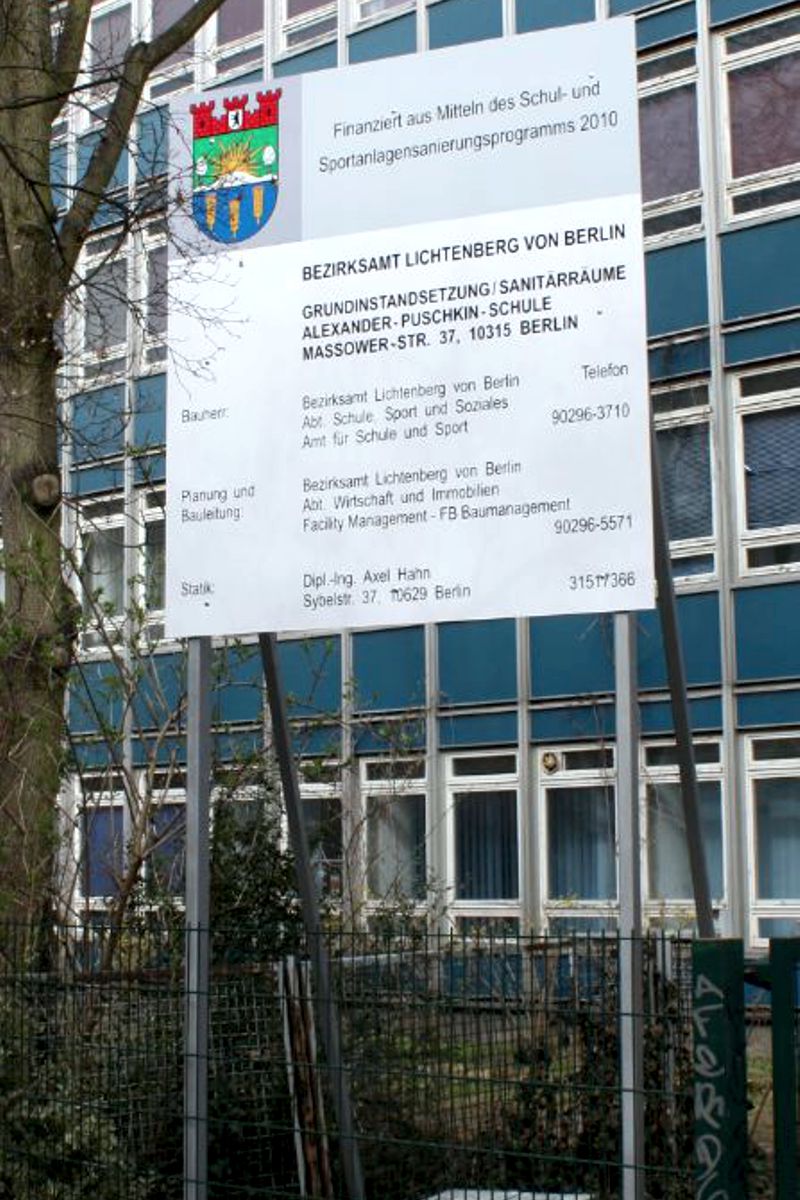 Finanziert aus Mitteln des Schul- und
Sportanlagensanierungsprogramms 2010
BEZIRKSAMT LICHTENBERG VON BERLIN
GRUNDINSTANDSETZUNG/SANITÄRRÄUME
ALEXANDER-PUSCHKIN-SCHULE
MASSOWER-STR. 37, 10315 BERLIN
Telefon
Bauherr: Bezirksamt Lichtenberg von Berlin
Abt. Schule, Sport und Soziales 90296-3710
Amt für Schule und Sport
Planung und Bezirksamt Lichtenberg von Berlin
Bauleitung: Abt. Wirtschaft und Immobilien
Facility Management - FB Baumanagement
90296-5571
Statik: Dipl.-Ing. Axel Hahn
Sybelstr. 37, 10629 Berlin 31517366